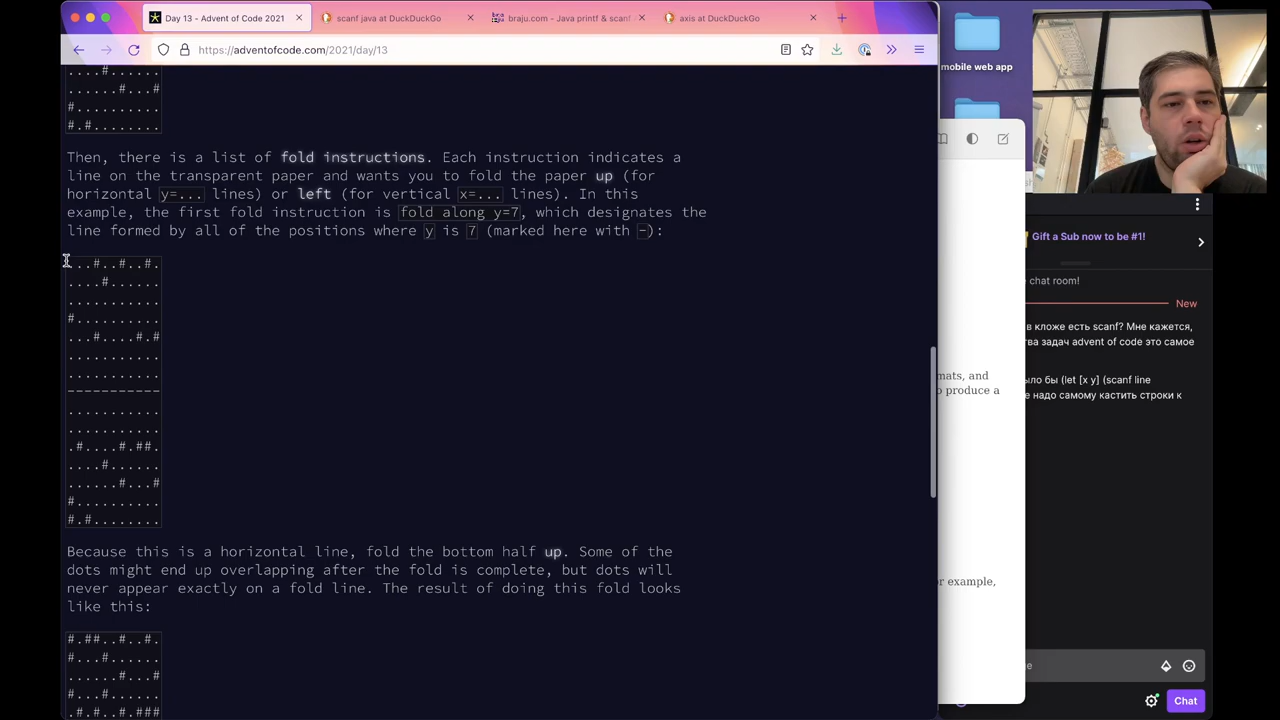 Day 13 - Advent of Code 2021
scanf java at DuckDuckGo
braju.com - Java printf & scanf
axis at DuckDuckGo
https://adventofcode.com/2021/day/13
mobile web app
....#......
......#...#
#..........
#.#........
Then, there is a list of fold instructions. Each instruction indicates a
line on the transparent paper and wants you to fold the paper up (for
horizontal y=... lines) or left (for vertical x=... lines). In this
example, the first fold instruction is fold along y=7, which designates the
line formed by all of the positions where y is 7 (marked here with -):
...#..#..#.
....#......
...........
#..........
...#....#.#
...........
...........
-----------
...........
...........
.#....#.##.
....#......
......#...#
#..........
#.#........
Because this is a horizontal line, fold the bottom half up. Some of the
dots might end up overlapping after the fold is complete, but dots will
never appear exactly on a fold line. The result of doing this fold looks
like this:
#.##..#..#.
#...#......
......#...#
#...#......
.#.#..#.###
mats, and
o produce a
or example,
Gift a Sub now to be #1!
e chat room!
New
в кложе есть scanf? Мне кажется,
тва задач advent of code это самое
ыло бы (let [x y] (scanf line
е надо самому кастить строки к
Chat